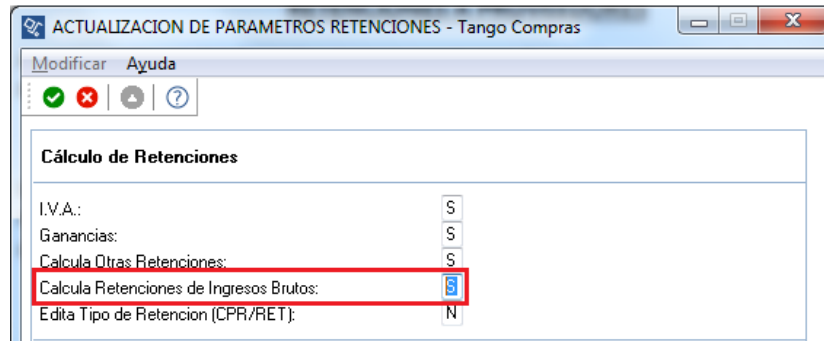 ACTUALIZACION DE PARAMETROS RETENCIONES - Tango Compras
Modificar Ayuda
Cálculo de Retenciones
I.V.A.: S
Ganancias: S
Calcula Otras Retenciones: S
Calcula Retenciones de Ingresos Brutos: S
Edita Tipo de Retencion (CPR/RET): N